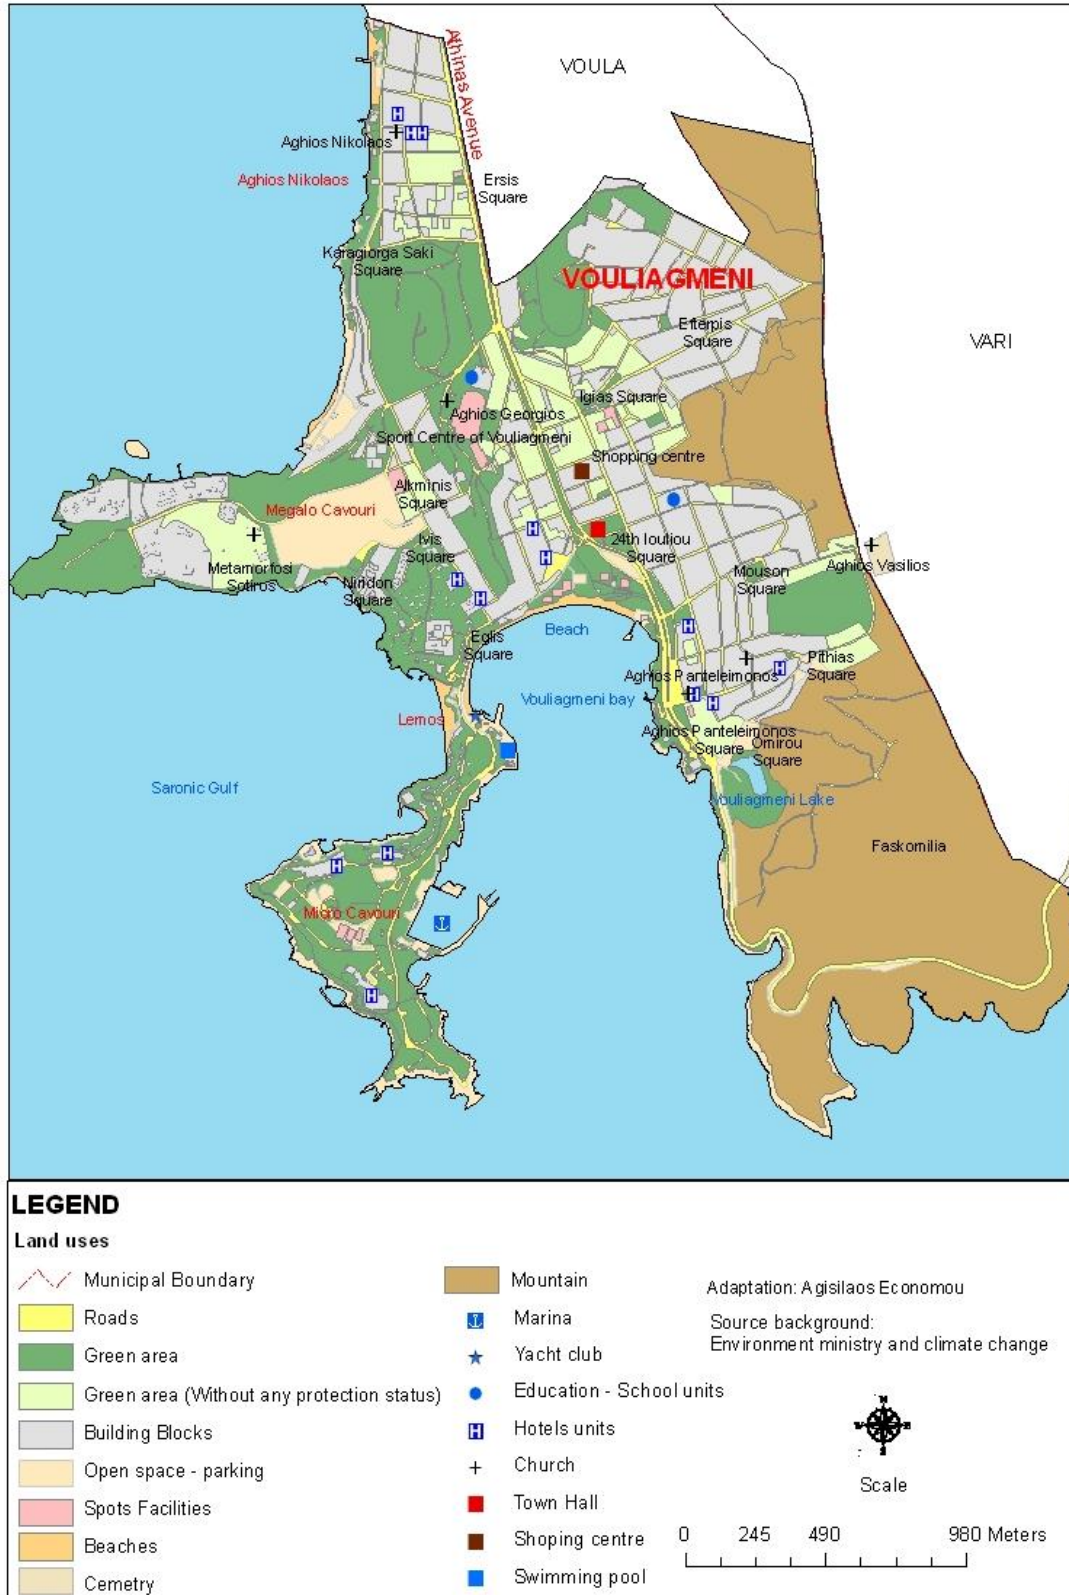 VOULA
Athinas Avenue
Aghios Nikolaos
Aghios Nikolaos
Ersis
Square
Karagiorga Saki
Square
VOULIAGMENI
Efterpis
Square
VARI
Igias Square
Aghios Georgios
Sport Centre of Vouliagmeni
Shopping centre
Alkminis
Square
Megalo Cavouri
Ivis
Square
24th Iouliou
Square
Metamorfosi
Sotiros
Niridon
Square
Mouson
Square
Aghios Vasilios
Beach
Eglis
Square
Pithias
Square
Aghios Panteleimonos
Vouliagmeni bay
Lemos
Aghios Panteleimonos
Square
Omirou
Square
Saronic Gulf
Vouliagmeni Lake
Faskomilia
Micro Cavouri
LEGEND
Land uses
Municipal Boundary
Roads
Green area
Green area (Without any protection status)
Building Blocks
Open space - parking
Spots Facilities
Beaches
Cemetry
Mountain
Marina
Yacht club
Education - School units
Hotels units
Church
Town Hall
Shoping centre
Swimming pool
Adaptation: Agisilaos Economou
Source background:
Environment ministry and climate change
Scale
0 245 490 980 Meters